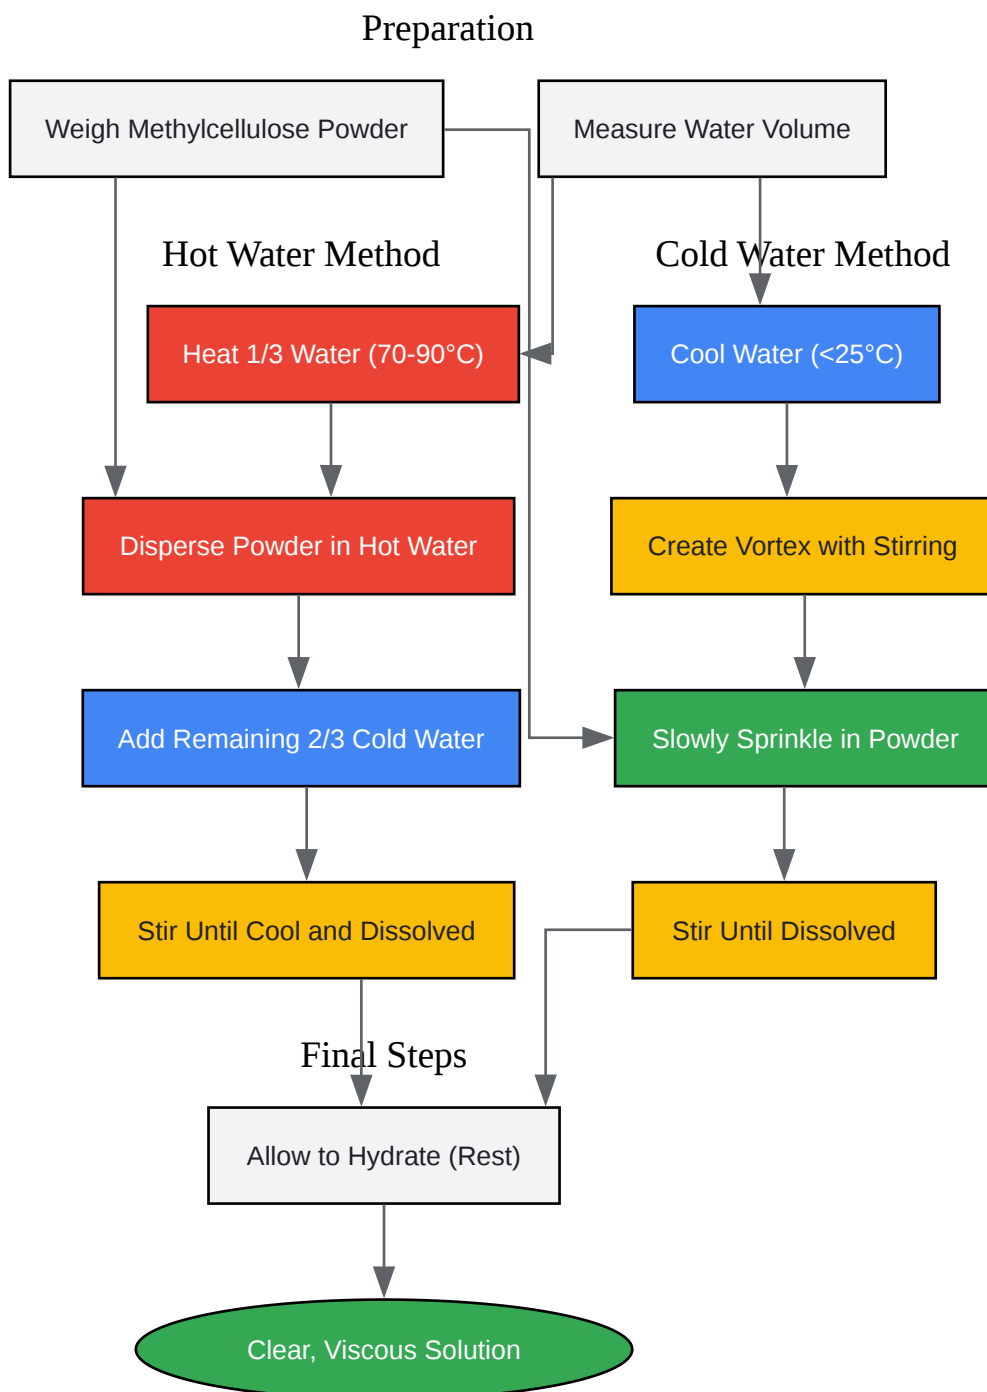 Preparation
Weigh Methylcellulose Powder
Measure Water Volume
Hot Water Method
Cold Water Method
Heat 1/3 Water (70-90°C)
Cool Water (<25°C)
Disperse Powder in Hot Water
Create Vortex with Stirring
Add Remaining 2/3 Cold Water
Slowly Sprinkle in Powder
Stir Until Cool and Dissolved
Stir Until Dissolved
Final Steps
Allow to Hydrate (Rest)
Clear, Viscous Solution